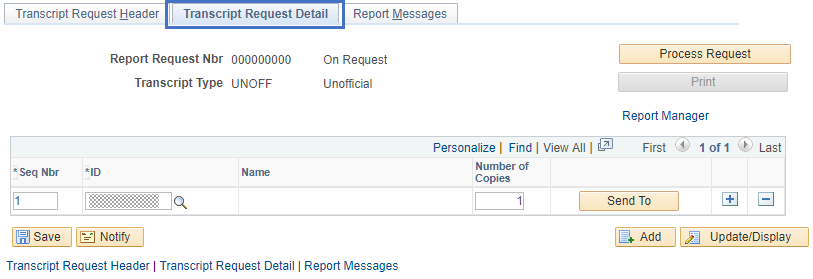 Transcript Request Header Transcript Request Detail Report Messages
Report Request Nbr 000000000 On Request Process Request
Transcript Type UNOFF Unofficial Print
Report Manager
Personalize | Find | View All | First 1 of 1 Last
*Seq Nbr *ID Name Number of Copies
1 1 Send To
Save Notify Add Update/Display
Transcript Request Header | Transcript Request Detail | Report Messages